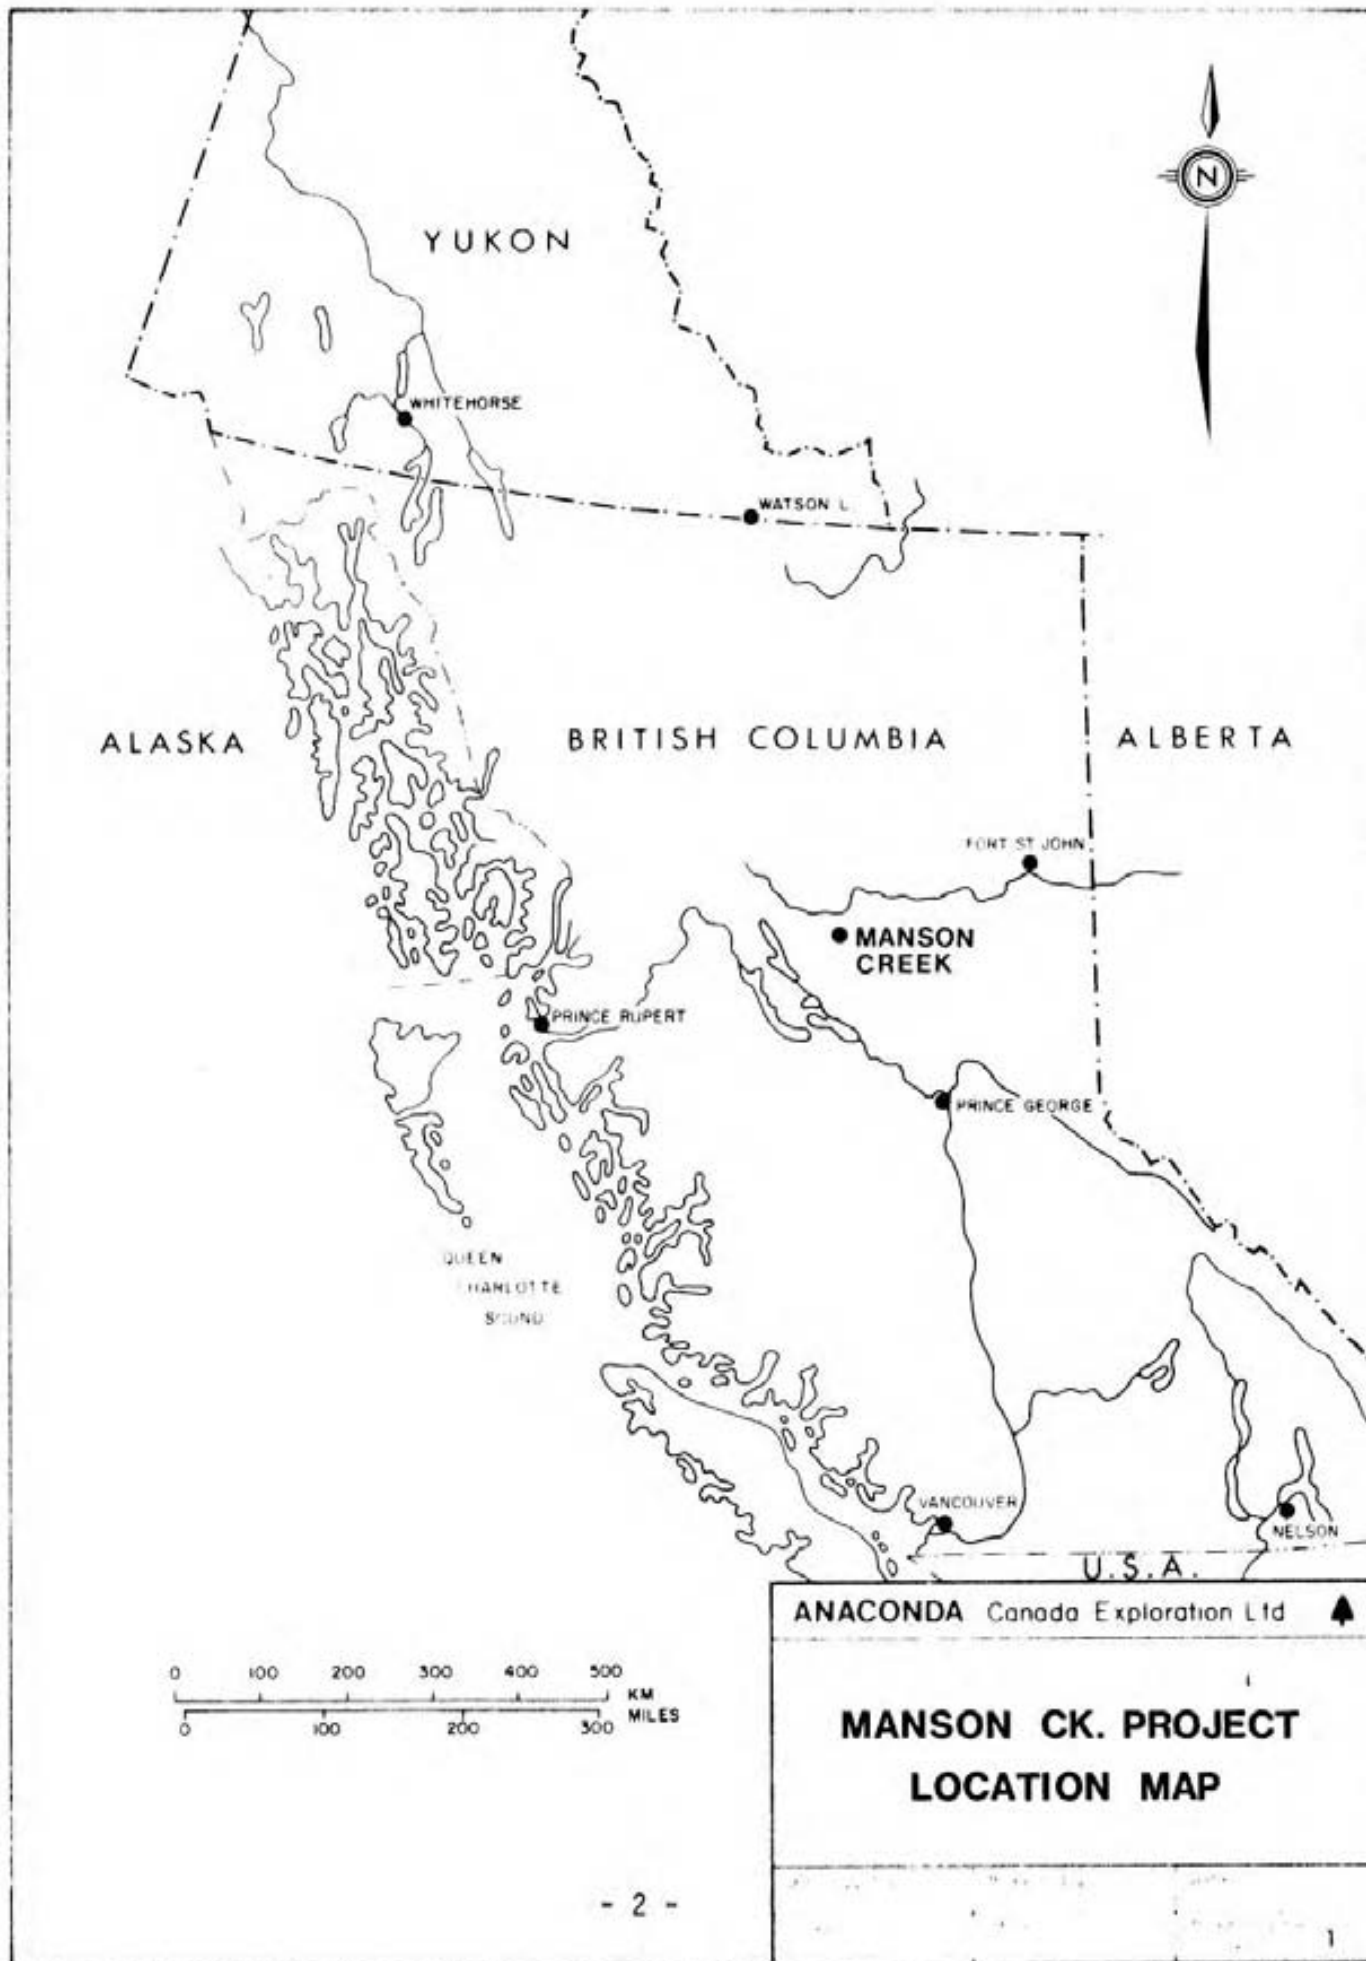 N
YUKON
WHITEHORSE
WATSON L
ALASKA
BRITISH COLUMBIA
ALBERTA
FORT ST JOHN
MANSON
CREEK
PRINCE RUPERT
PRINCE GEORGE
QUEEN
CHARLOTTE
SOUND
VANCOUVER
NELSON
U.S.A.
ANACONDA Canada Exploration Ltd
0 100 200 300 400 500
KM
MILES
0 100 200 300
MANSON CK. PROJECT
LOCATION MAP
- 2 -
1